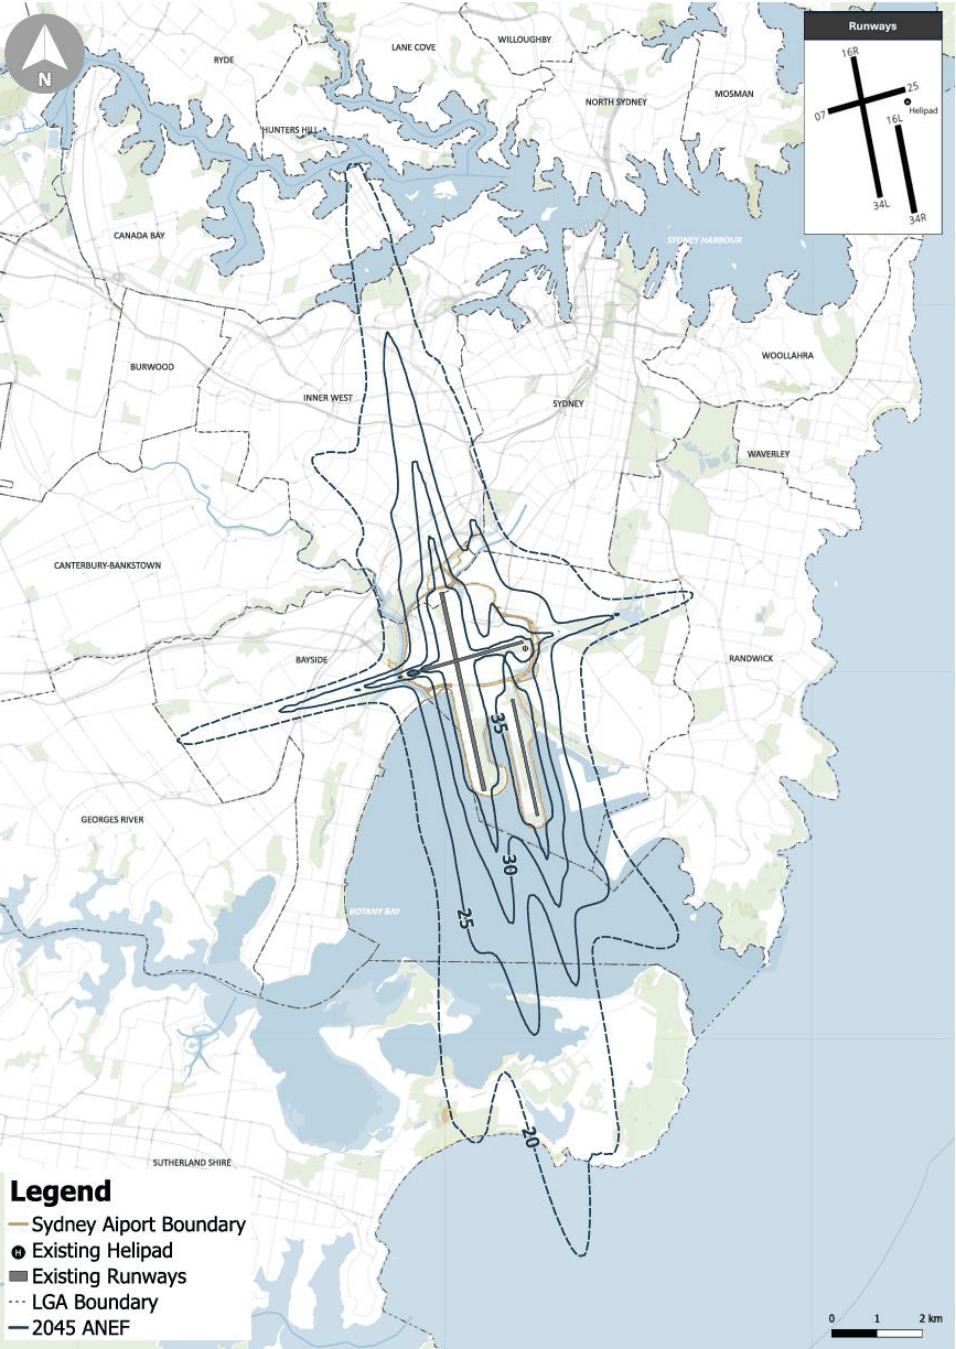 N
RYDE
LANE COVE
WILLOUGHBY
NORTH SYDNEY
MOSMAN
HUNTERS HILL
Runways
16R
25
07
Helipad
16L
34L
34R
CANADA BAY
SYDNEY HARBOUR
BURWOOD
WOOLLAHRA
INNER WEST
SYDNEY
WAVERLEY
CANTERBURY-BANKSTOWN
BAYSIDE
H
RANDWICK
35
GEORGES RIVER
30
25
BOTANY BAY
20
SUTHERLAND SHIRE
Legend
Sydney Aiport Boundary
H Existing Helipad
Existing Runways
LGA Boundary
2045 ANEF
0 1 2 km